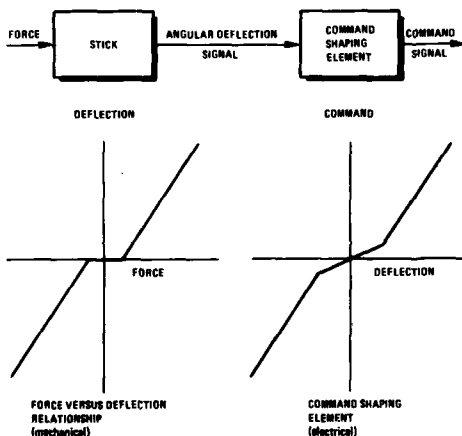 FORCE
STICK
ANGULAR DEFLECTION
SIGNAL
COMMAND
SHAPING
ELEMENT
COMMAND
SIGNAL
DEFLECTION
COMMAND
FORCE
DEFLECTION
FORCE VERSUS DEFLECTION
RELATIONSHIP
(mechanical)
COMMAND SHAPING
ELEMENT
(electrical)